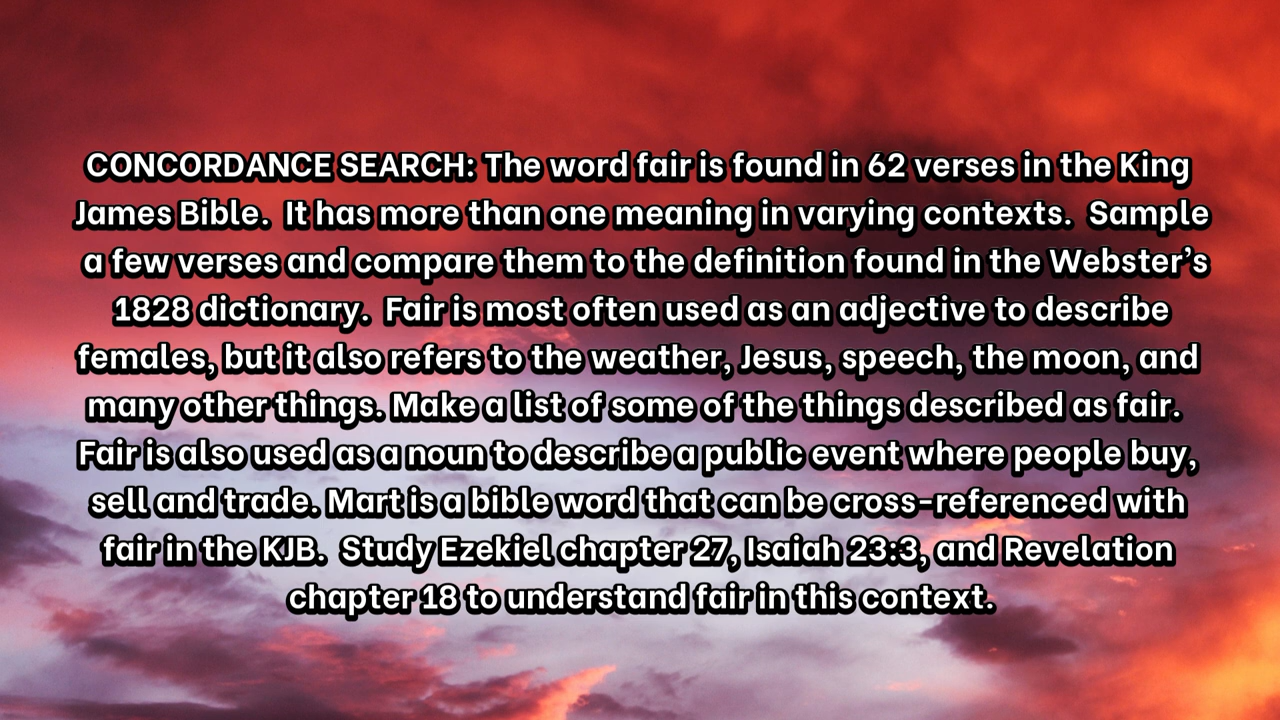 CONCORDANCE SEARCH: The word fair is found in 62 verses in the King
James Bible.  It has more than one meaning in varying contexts.  Sample
a few verses and compare them to the definition found in the Webster’s
1828 dictionary.  Fair is most often used as an adjective to describe
females, but it also refers to the weather, Jesus, speech, the moon, and
many other things. Make a list of some of the things described as fair.
Fair is also used as a noun to describe a public event where people buy,
sell and trade. Mart is a bible word that can be cross-referenced with
fair in the KJB.  Study Ezekiel chapter 27, Isaiah 23:3, and Revelation
chapter 18 to understand fair in this context.